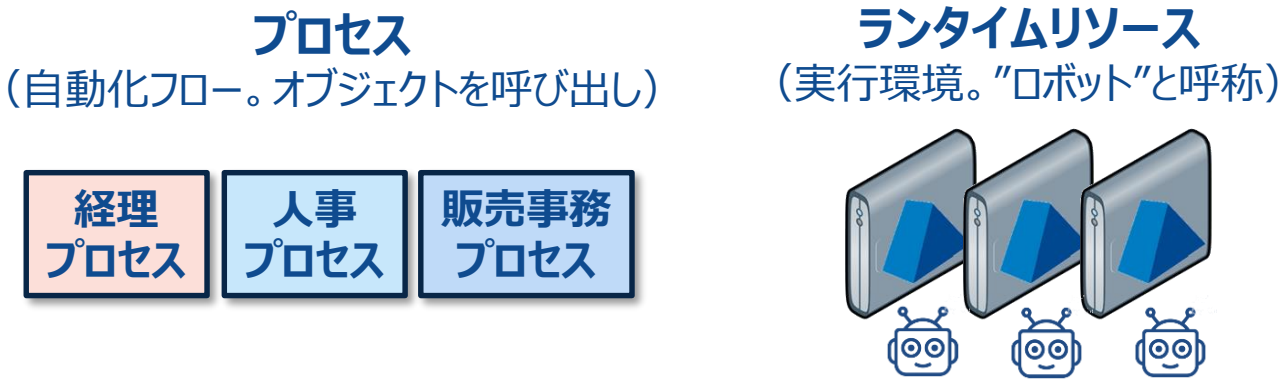 プロセス
（自動化フロー。オブジェクトを呼び出し）
経理
プロセス
人事
プロセス
販売事務
プロセス
ランタイムリソース
（実行環境。”ロボット”と呼称）